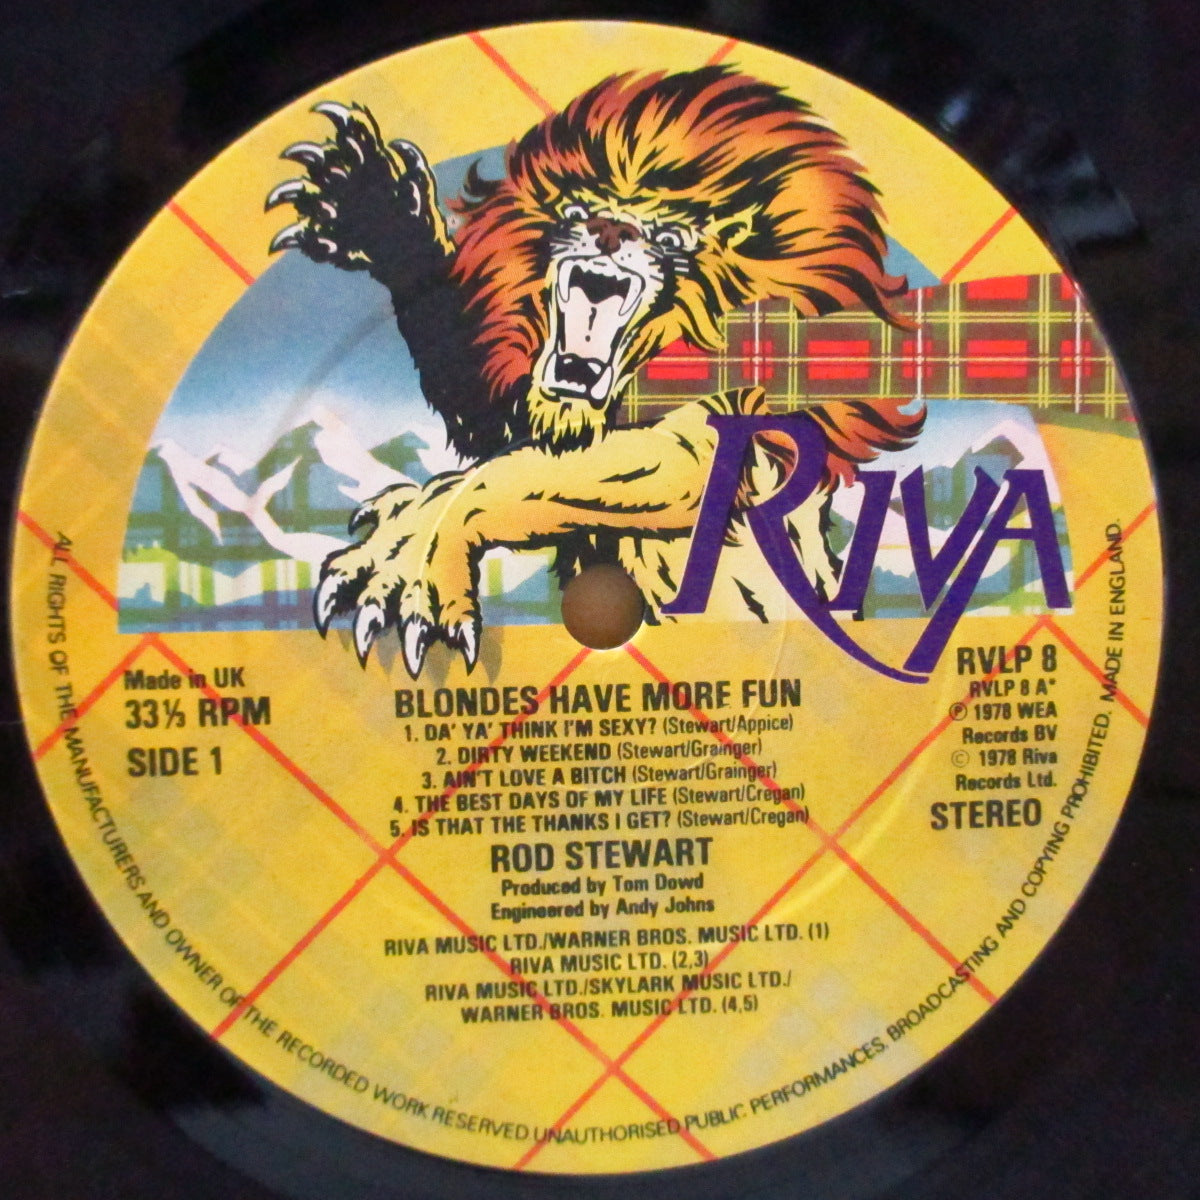 RIVA
Made in UK
33⅓ RPM
SIDE 1
RVLP 8
RVLP 8 A*
℗ 1978 WEA
Records BV
© 1978 Riva
Records Ltd.
STEREO
BLONDES HAVE MORE FUN
1. DA' YA' THINK I'M SEXY? (Stewart/Appice)
2. DIRTY WEEKEND (Stewart/Grainger)
3. AIN'T LOVE A BITCH (Stewart/Grainger)
4. THE BEST DAYS OF MY LIFE (Stewart/Cregan)
5. IS THAT THE THANKS I GET? (Stewart/Cregan)
ROD STEWART
Produced by Tom Dowd
Engineered by Andy Johns
RIVA MUSIC LTD./WARNER BROS. MUSIC LTD. (1)
RIVA MUSIC LTD. (2,3)
RIVA MUSIC LTD./SKYLARK MUSIC LTD./
WARNER BROS. MUSIC LTD. (4,5)
ALL RIGHTS OF THE MANUFACTURERS AND OWNER OF THE RECORDED WORK RESERVED. UNAUTHORISED PUBLIC PERFORMANCES, BROADCASTING AND COPYING PROHIBITED. MADE IN ENGLAND.